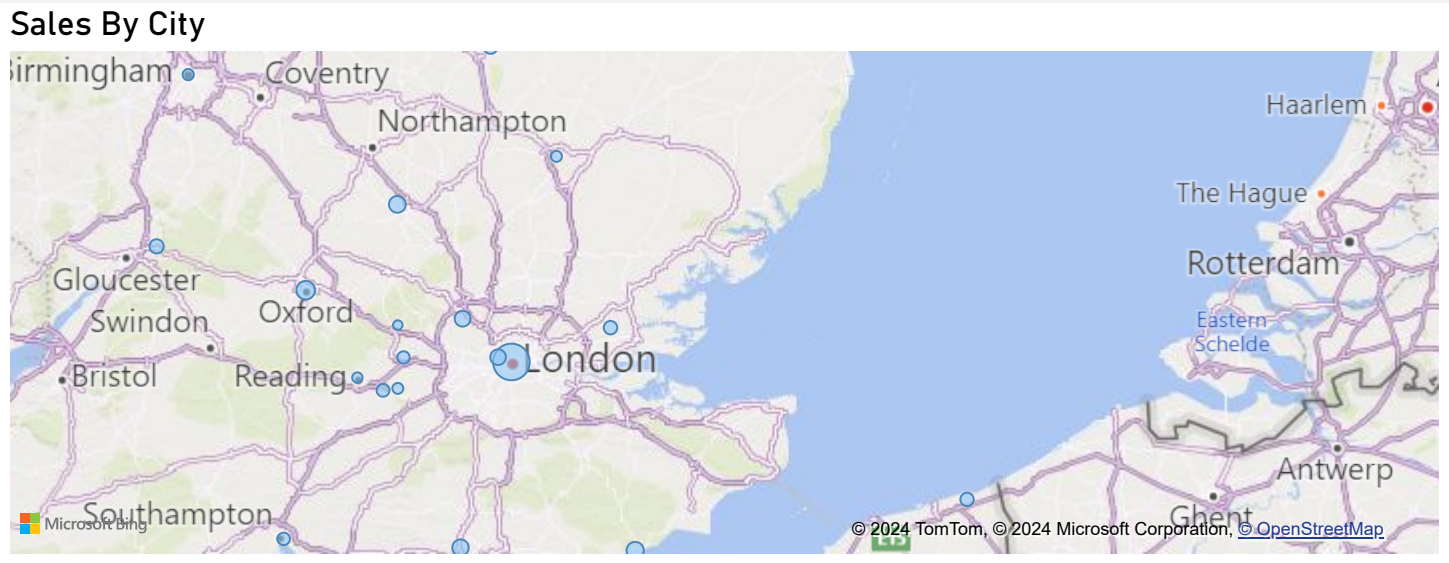 Sales By City
Birmingham
Coventry
Haarlem
Northampton
The Hague
Rotterdam
Gloucester
Oxford
Swindon
Eastern
Schelde
London
Bristol
Reading
Antwerp
Southampton
Ghent
Microsoft Bing
E15
© 2024 TomTom, © 2024 Microsoft Corporation, © OpenStreetMap